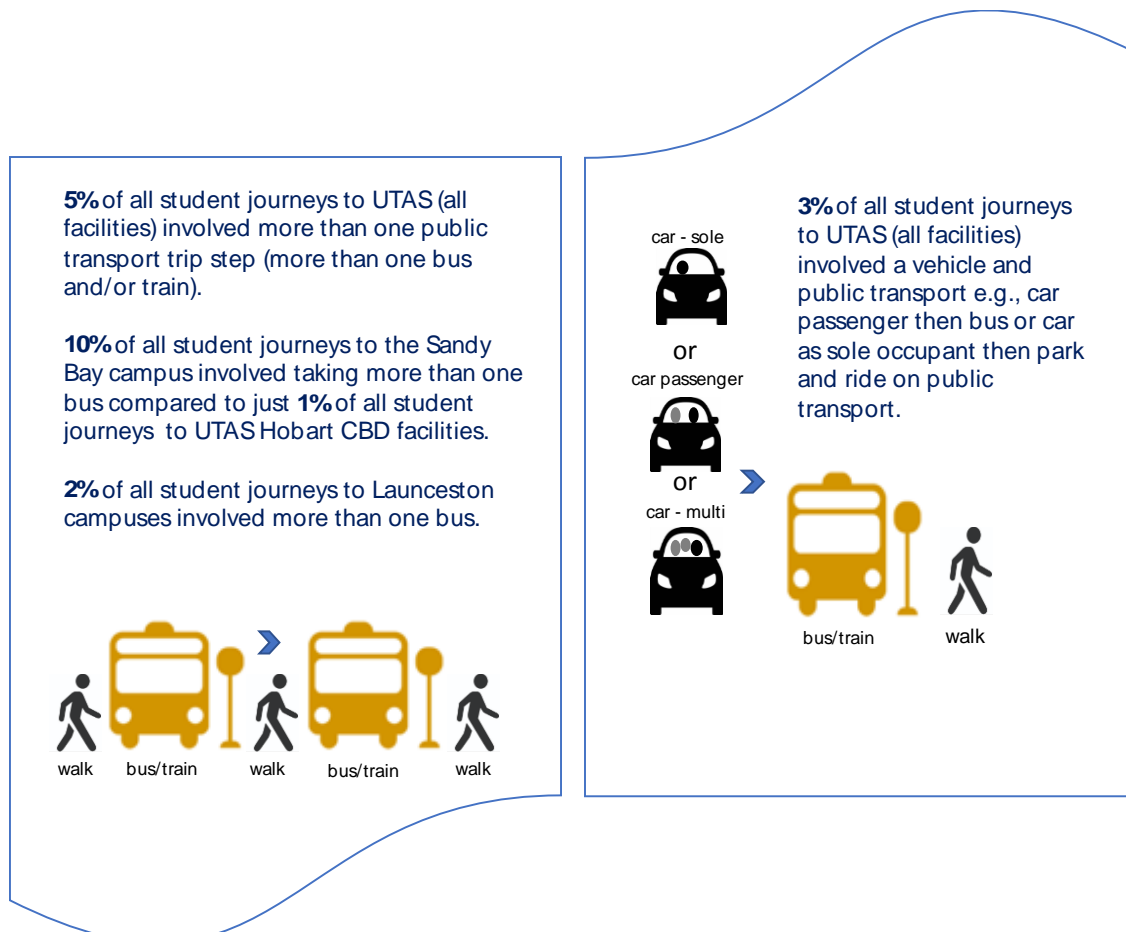 5% of all student journeys to UTAS (all
facilities) involved more than one public
transport trip step (more than one bus
and/or train).
10% of all student journeys to the Sandy
Bay campus involved taking more than one
bus compared to just 1% of all student
journeys to UTAS Hobart CBD facilities.
2% of all student journeys to Launceston
campuses involved more than one bus.
walk bus/train walk bus/train walk
3% of all student journeys
to UTAS (all facilities)
involved a vehicle and
public transport e.g., car
passenger then bus or car
as sole occupant then park
and ride on public
transport.
car - sole
or
car passenger
or
car - multi
bus/train walk